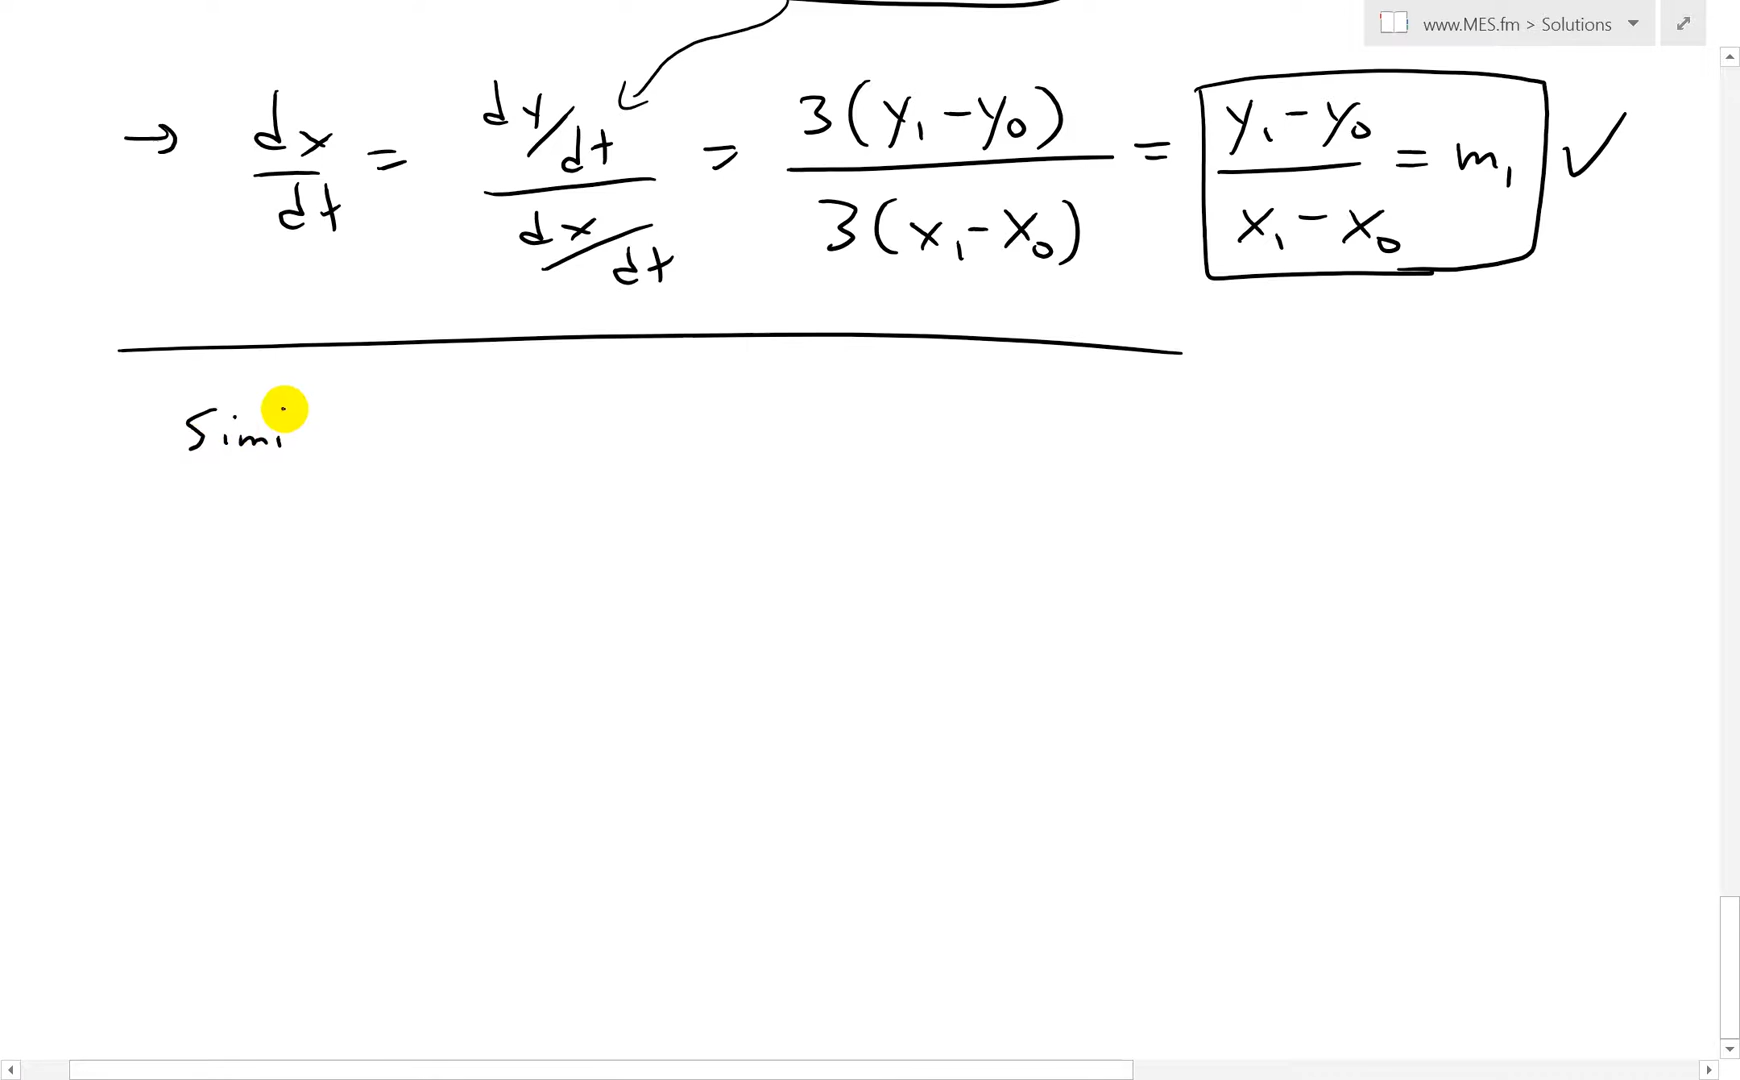 www.MES.fm > Solutions
→ dx/dt = (dy/dt)/(dx/dt) = 3(y₁-y₀)/3(x₁-x₀) = y₁-y₀/x₁-x₀ = m₁ ✓
Simi